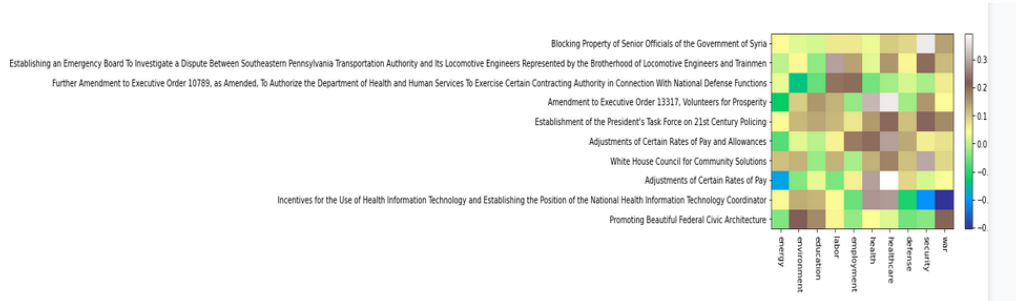 Blocking Property of Senior Officials of the Government of Syria
Establishing an Emergency Board To Investigate a Dispute Between Southeastern Pennsylvania Transportation Authority and Its Locomotive Engineers Represented by the Brotherhood of Locomotive Engineers and Trainmen
Further Amendment to Executive Order 10789, as Amended, To Authorize the Department of Health and Human Services To Exercise Certain Contracting Authority in Connection With National Defense Functions
Amendment to Executive Order 13317, Volunteers for Prosperity
Establishment of the President's Task Force on 21st Century Policing
Adjustments of Certain Rates of Pay and Allowances
White House Council for Community Solutions
Adjustments of Certain Rates of Pay
Incentives for the Use of Health Information Technology and Establishing the Position of the National Health Information Technology Coordinator
Promoting Beautiful Federal Civic Architecture
energy
environment
education
labor
employment
health
healthcare
defense
security
war
0.3
0.2
0.1
0.0
−0.
−0.
−0.